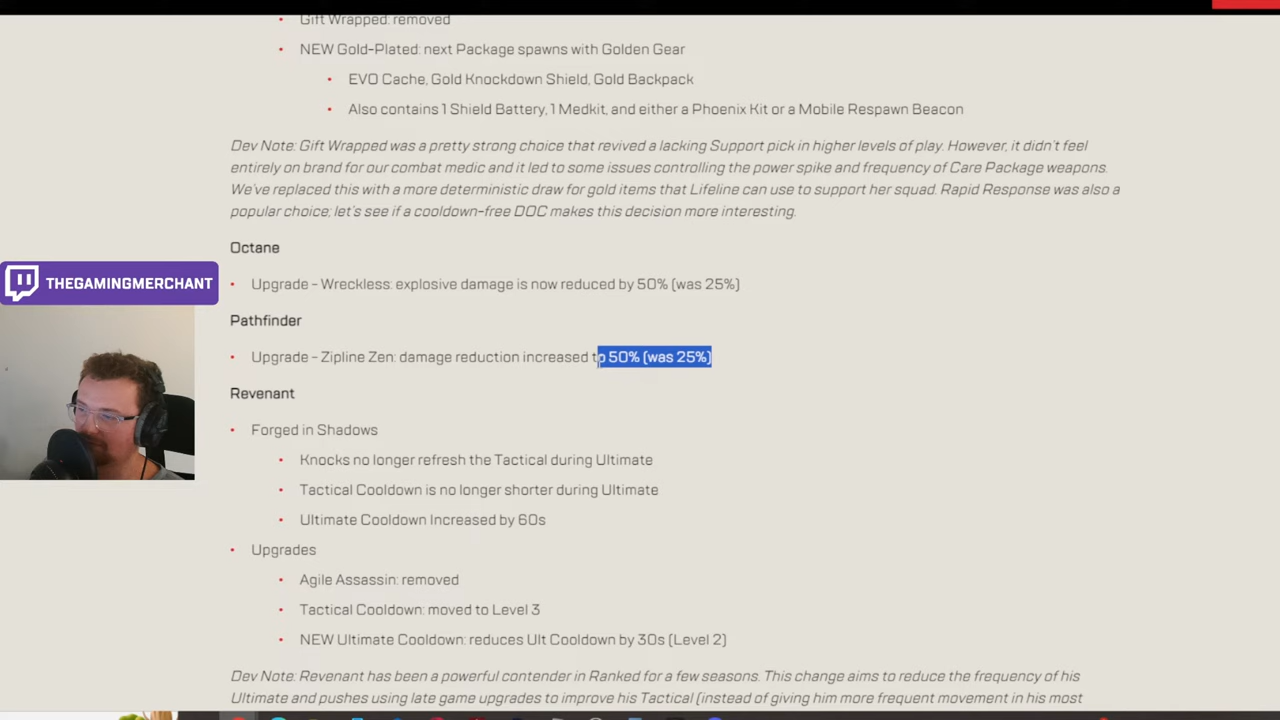 Gift Wrapped: removed
NEW Gold-Plated: next Package spawns with Golden Gear
EVO Cache, Gold Knockdown Shield, Gold Backpack
Also contains 1 Shield Battery, 1 Medkit, and either a Phoenix Kit or a Mobile Respawn Beacon
Dev Note: Gift Wrapped was a pretty strong choice that revived a lacking Support pick in higher levels of play. However, it didn't feel
entirely on brand for our combat medic and it led to some issues controlling the power spike and frequency of Care Package weapons.
We've replaced this with a more deterministic draw for gold items that Lifeline can use to support her squad. Rapid Response was also a
popular choice; let's see if a cooldown-free DOC makes this decision more interesting.
Octane
Upgrade - Wreckless: explosive damage is now reduced by 50% (was 25%)
THEGAMINGMERCHANT
Pathfinder
Upgrade - Zipline Zen: damage reduction increased to 50% (was 25%)
Revenant
Forged in Shadows
Knocks no longer refresh the Tactical during Ultimate
Tactical Cooldown is no longer shorter during Ultimate
Ultimate Cooldown Increased by 60s
Upgrades
Agile Assassin: removed
Tactical Cooldown: moved to Level 3
NEW Ultimate Cooldown: reduces Ult Cooldown by 30s (Level 2)
Dev Note: Revenant has been a powerful contender in Ranked for a few seasons. This change aims to reduce the frequency of his
Ultimate and pushes using late game upgrades to improve his Tactical (instead of giving him more frequent movement in his most